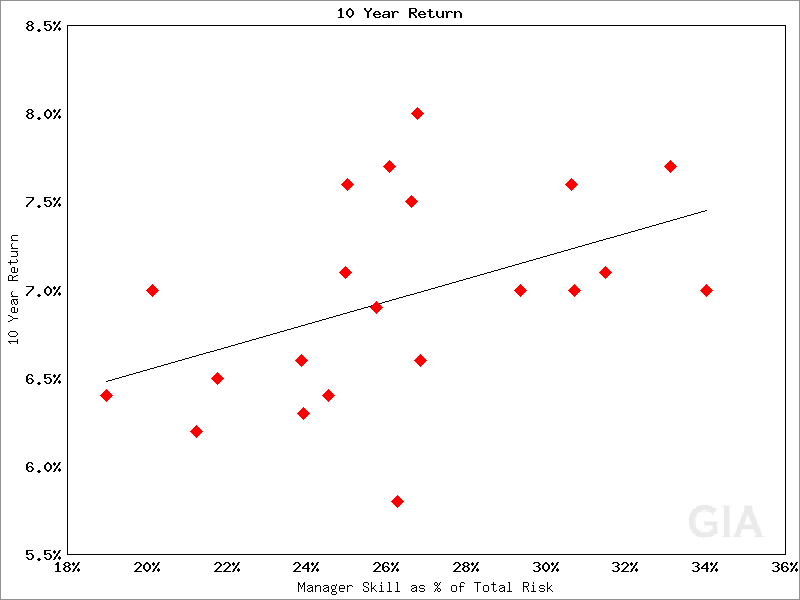 10 Year Return
8.5%
8.0%
7.5%
7.0%
6.5%
6.0%
5.5%
10 Year Return
18% 20% 22% 24% 26% 28% 30% 32% 34% 36%
Manager Skill as % of Total Risk
GIA